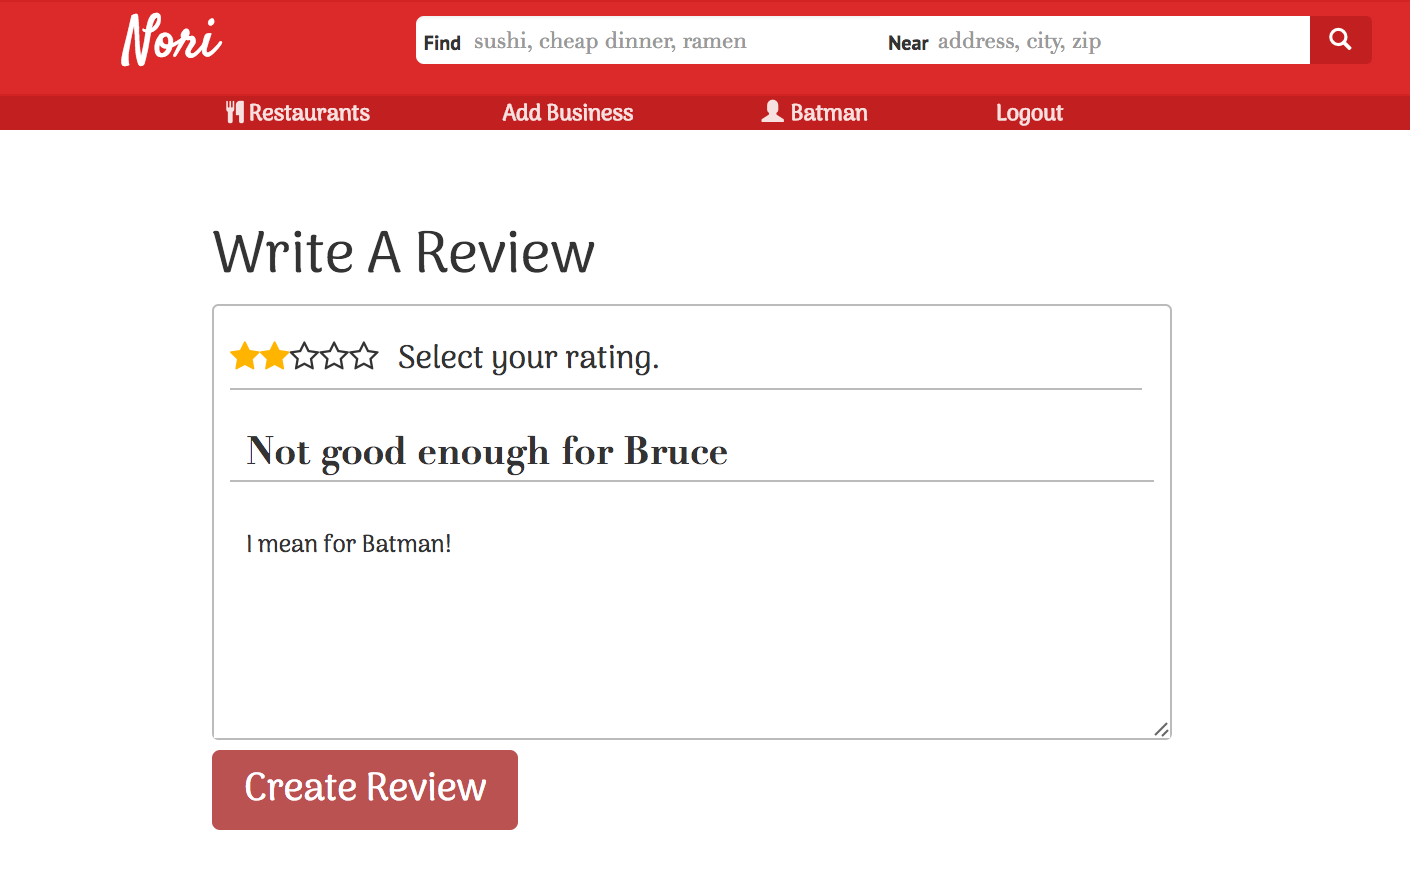 Nori
Find sushi, cheap dinner, ramen Near address, city, zip
Restaurants Add Business Batman Logout
Write A Review
Select your rating.
Not good enough for Bruce
I mean for Batman!
Create Review